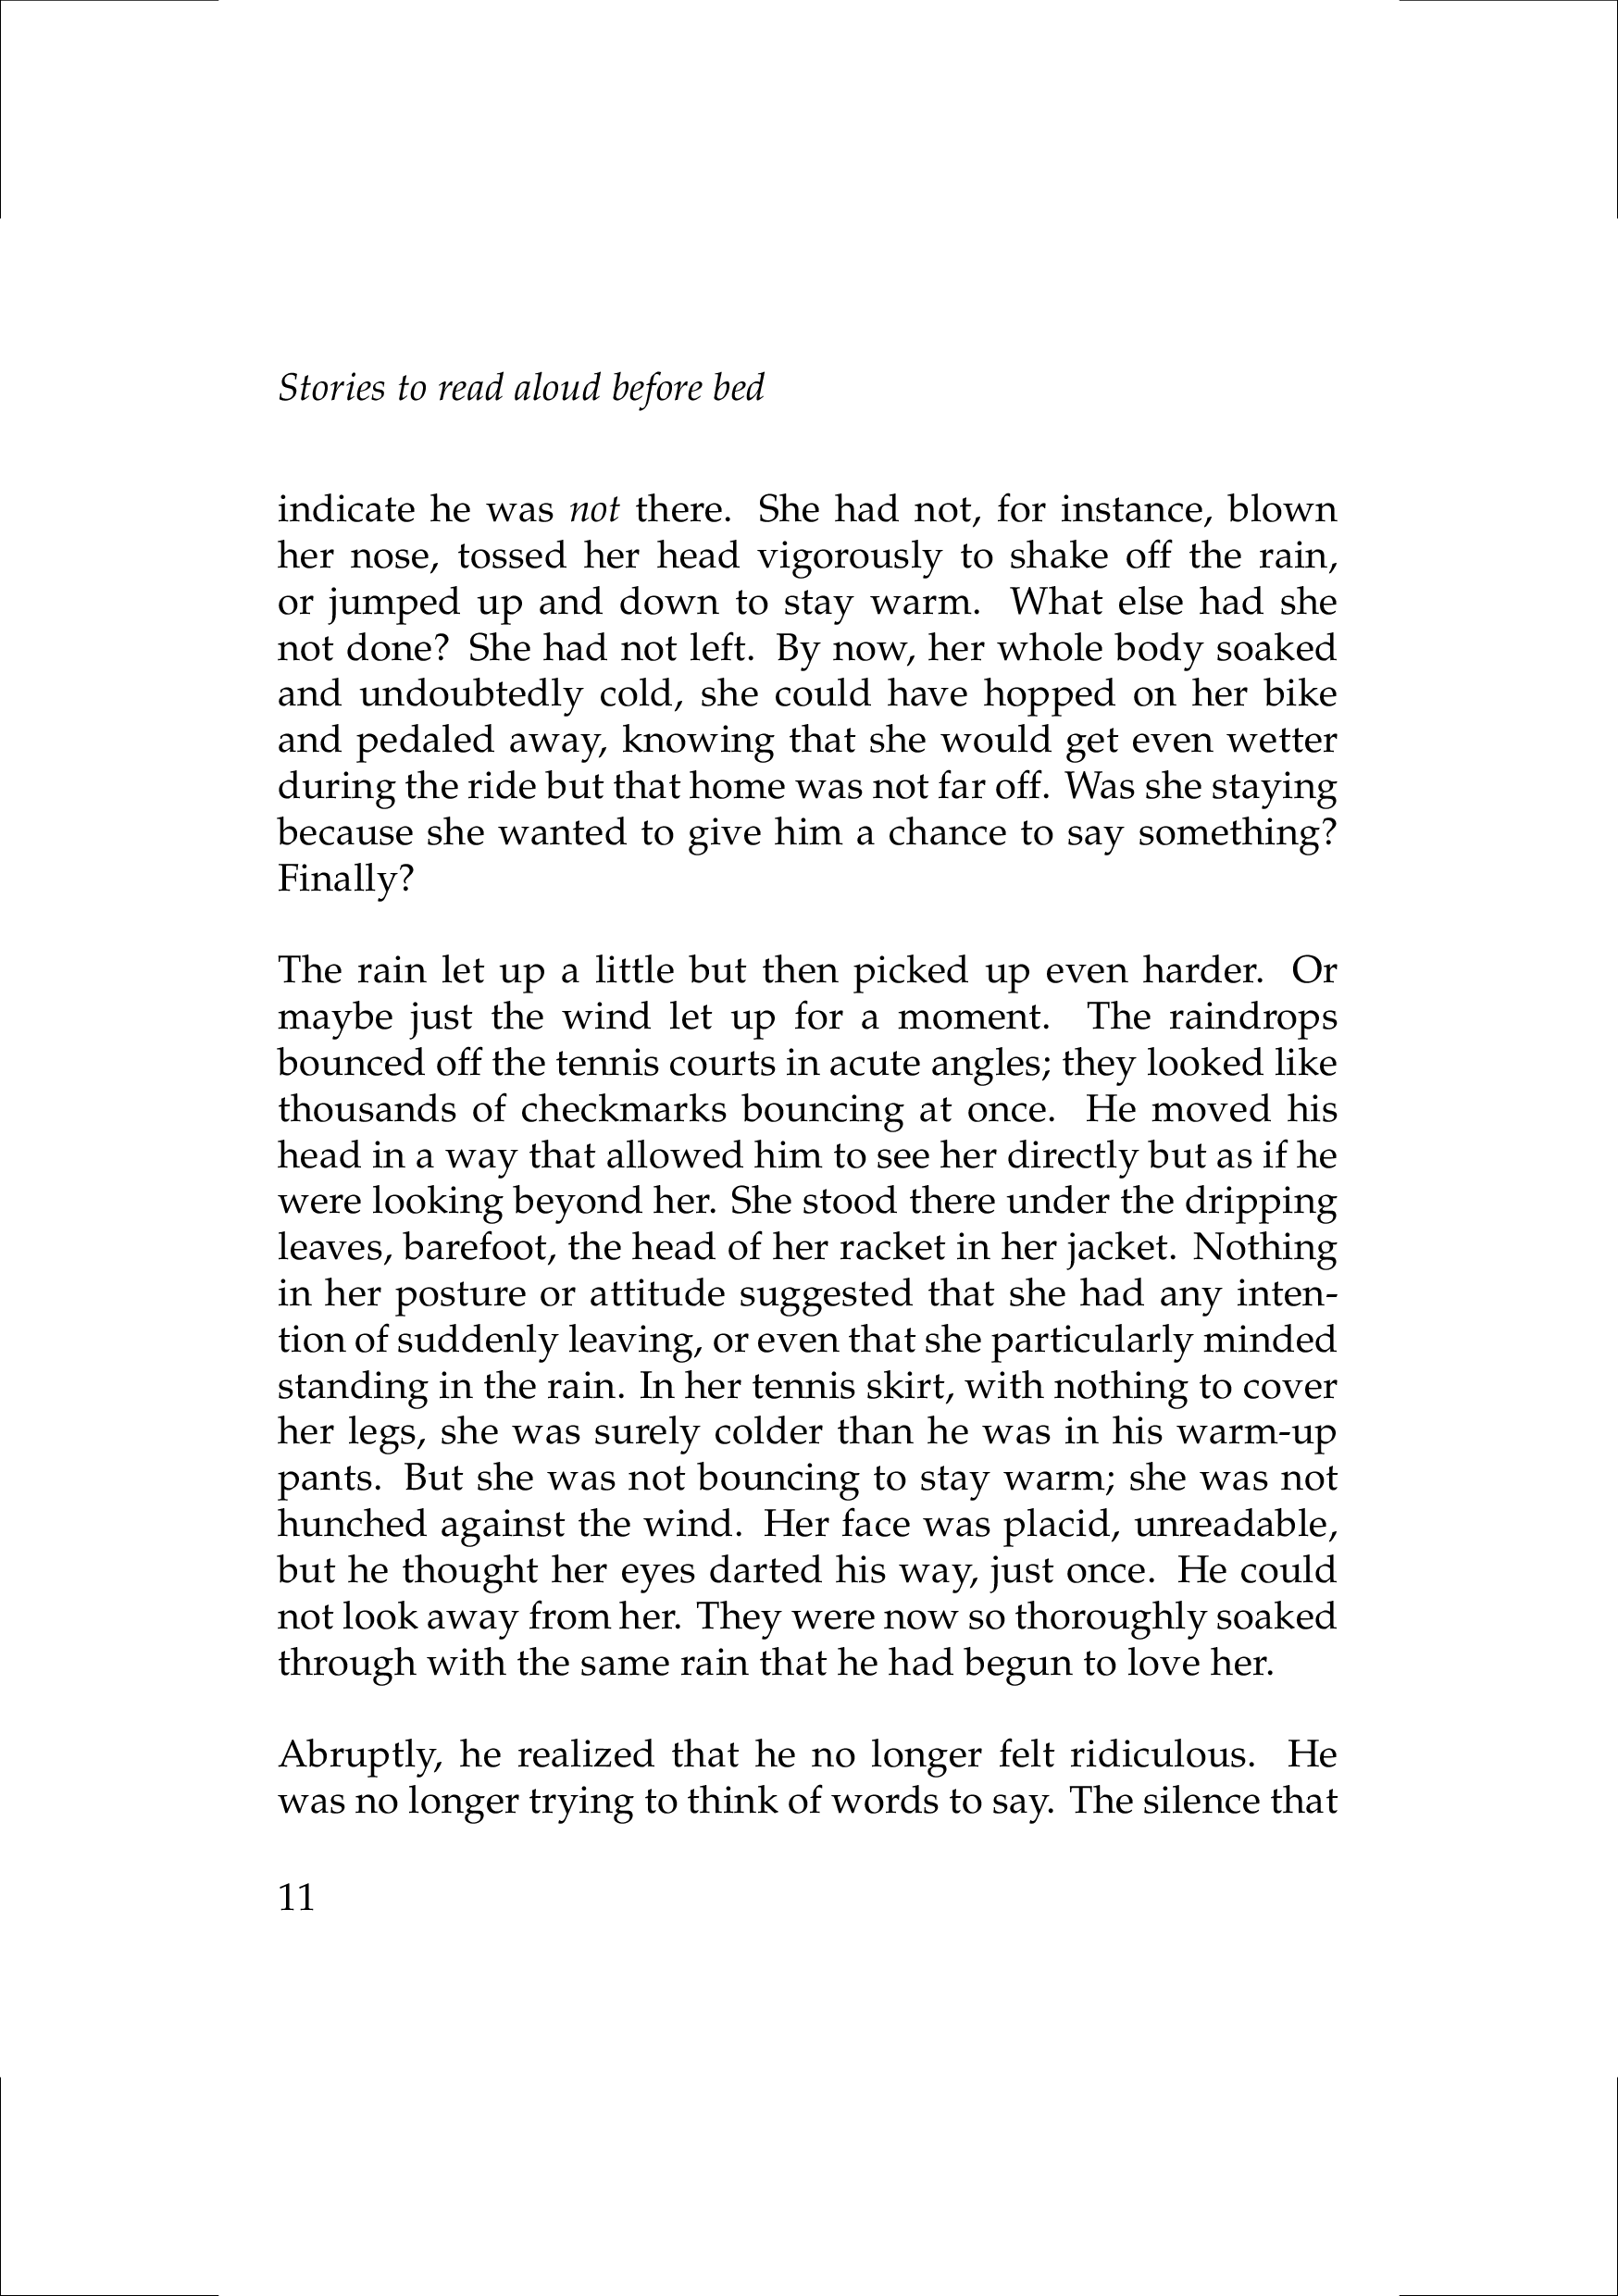 Stories to read aloud before bed
indicate he was not there. She had not, for instance, blown
her nose, tossed her head vigorously to shake off the rain,
or jumped up and down to stay warm. What else had she
not done? She had not left. By now, her whole body soaked
and undoubtedly cold, she could have hopped on her bike
and pedaled away, knowing that she would get even wetter
during the ride but that home was not far off. Was she staying
because she wanted to give him a chance to say something?
Finally?
The rain let up a little but then picked up even harder. Or
maybe just the wind let up for a moment. The raindrops
bounced off the tennis courts in acute angles; they looked like
thousands of checkmarks bouncing at once. He moved his
head in a way that allowed him to see her directly but as if he
were looking beyond her. She stood there under the dripping
leaves, barefoot, the head of her racket in her jacket. Nothing
in her posture or attitude suggested that she had any inten-
tion of suddenly leaving, or even that she particularly minded
standing in the rain. In her tennis skirt, with nothing to cover
her legs, she was surely colder than he was in his warm-up
pants. But she was not bouncing to stay warm; she was not
hunched against the wind. Her face was placid, unreadable,
but he thought her eyes darted his way, just once. He could
not look away from her. They were now so thoroughly soaked
through with the same rain that he had begun to love her.
Abruptly, he realized that he no longer felt ridiculous. He
was no longer trying to think of words to say. The silence that
11